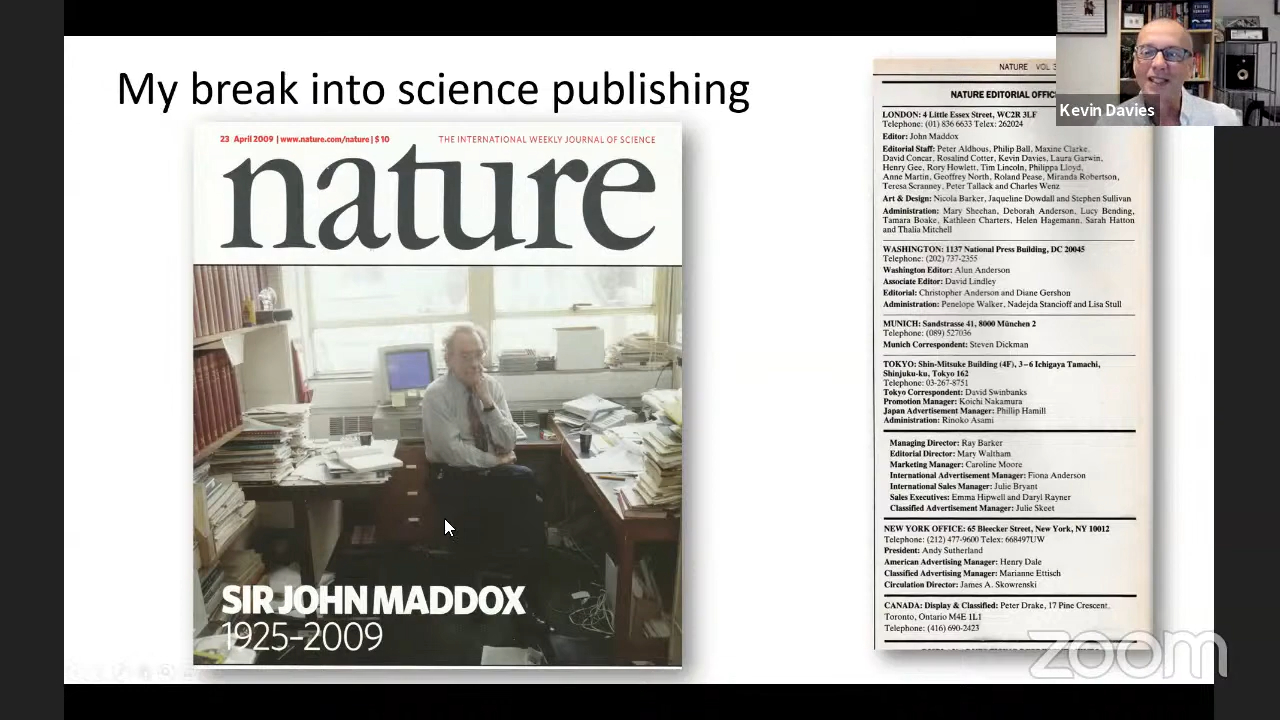 My break into science publishing
23 April 2009 | www.nature.com/nature | $10
THE INTERNATIONAL WEEKLY JOURNAL OF SCIENCE
nature
SIR JOHN MADDOX
1925–2009
NATURE VOL 3
NATURE EDITORIAL OFFIC
LONDON: 4 Little Essex Street, WC2R 3LF
Telephone: (01) 836 6633 Telex: 262024
Editor: John Maddox
Editorial Staff: Peter Aldhous, Philip Ball, Maxine Clarke,
David Concar, Rosalind Cotter, Kevin Davies, Laura Garwin,
Henry Gee, Rory Howlett, Tim Lincoln, Philippa Lloyd,
Anne Martin, Geoffrey North, Roland Pease, Miranda Robertson,
Teresa Scranney, Peter Tallack and Charles Wenz
Art & Design: Nicola Barker, Jaqueline Dowdall and Stephen Sullivan
Administration: Mary Sheehan, Deborah Anderson, Lucy Bending,
Tamara Boake, Kathleen Charters, Helen Hagemann, Sarah Hatton
and Thalia Mitchell
WASHINGTON: 1137 National Press Building, DC 20045
Telephone: (202) 737-2355
Washington Editor: Alun Anderson
Associate Editor: David Lindley
Editorial: Christopher Anderson and Diane Gershon
Administration: Penelope Walker, Nadejda Stancioff and Lisa Stull
MUNICH: Sandstrasse 41, 8000 München 2
Telephone: (089) 527036
Munich Correspondent: Steven Dickman
TOKYO: Shin-Mitsuke Building (4F), 3–6 Ichigaya Tamachi,
Shinjuku-ku, Tokyo 162
Telephone: 03-267-8751
Tokyo Correspondent: David Swinbanks
Promotion Manager: Koichi Nakamura
Japan Advertisement Manager: Phillip Hamill
Administration: Rinoko Asami
Managing Director: Ray Barker
Editorial Director: Mary Waltham
Marketing Manager: Caroline Moore
International Advertisement Manager: Fiona Anderson
International Sales Manager: Julie Bryant
Sales Executives: Emma Hipwell and Daryl Rayner
Classified Advertisement Manager: Julie Skeet
NEW YORK OFFICE: 65 Bleecker Street, New York, NY 10012
Telephone: (212) 477-9600 Telex: 668497UW
President: Andy Sutherland
American Advertising Manager: Henry Dale
Classified Advertising Manager: Marianne Ettisch
Circulation Director: James A. Skowrenski
CANADA: Display & Classified: Peter Drake, 17 Pine Crescent,
Toronto, Ontario M4E 1L1
Telephone: (416) 690-2423
Kevin Davies
zoom